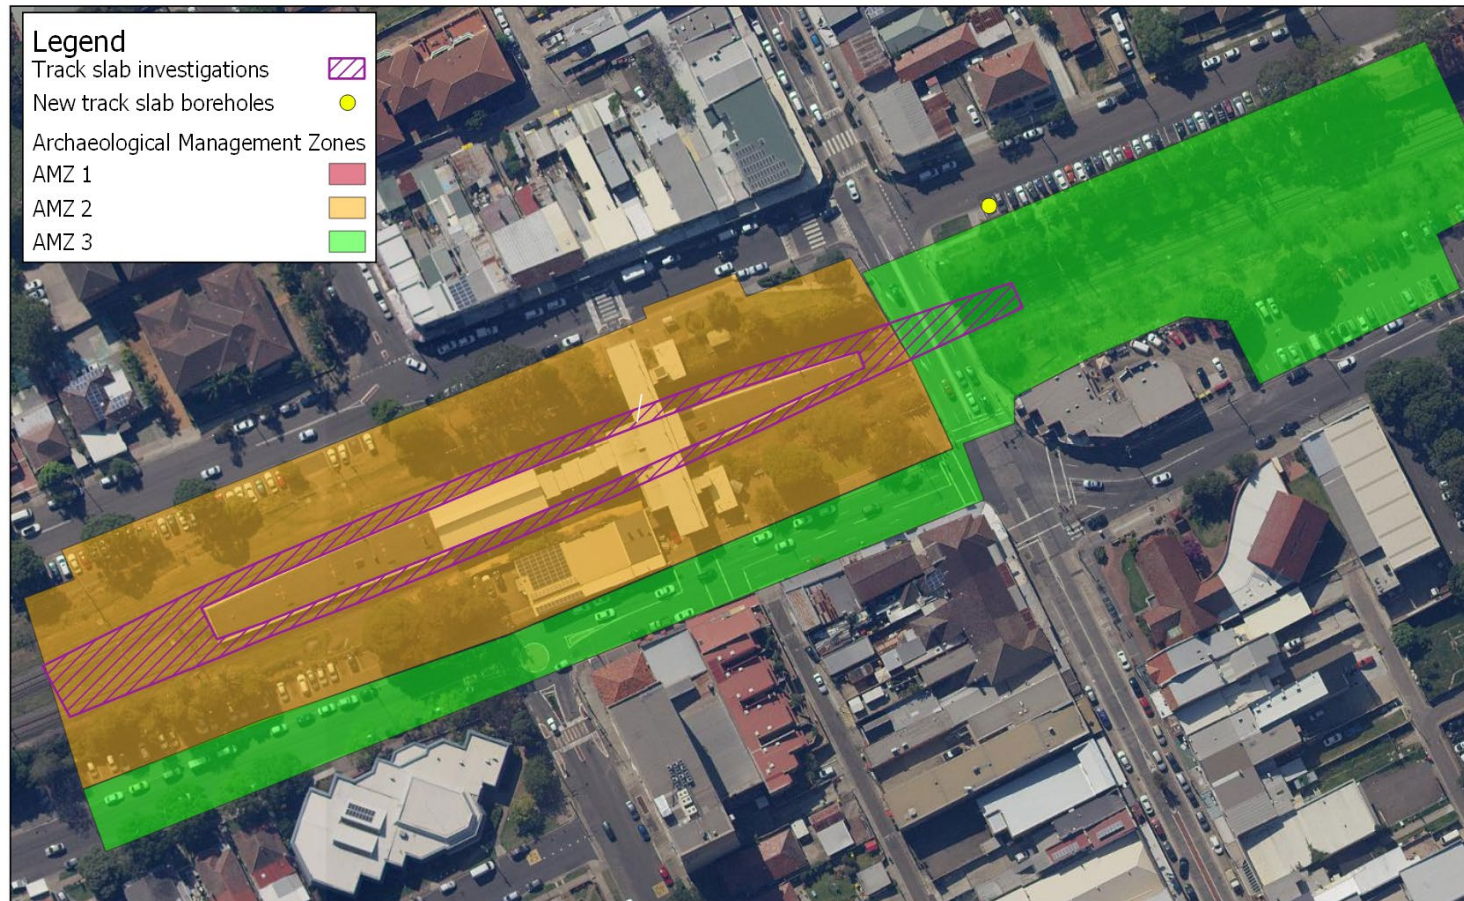 Legend
Track slab investigations
New track slab boreholes
Archaeological Management Zones
AMZ 1
AMZ 2
AMZ 3